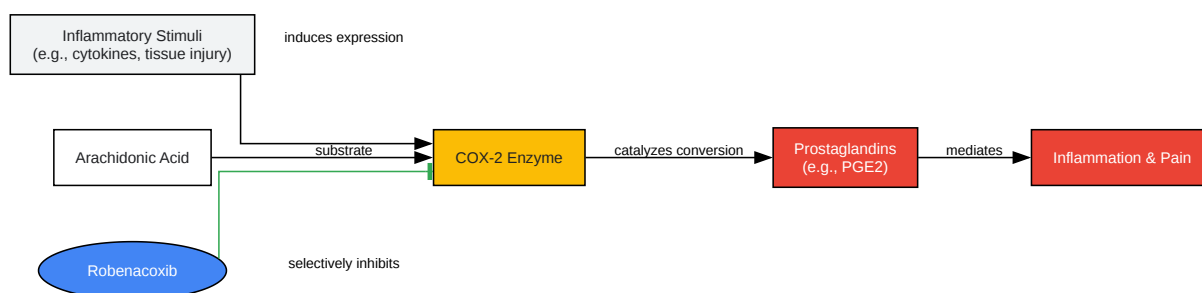 Inflammatory Stimuli
(e.g., cytokines, tissue injury)
induces expression
Arachidonic Acid
substrate
COX-2 Enzyme
catalyzes conversion
Prostaglandins
(e.g., PGE2)
mediates
Inflammation & Pain
Robenacoxib
selectively inhibits